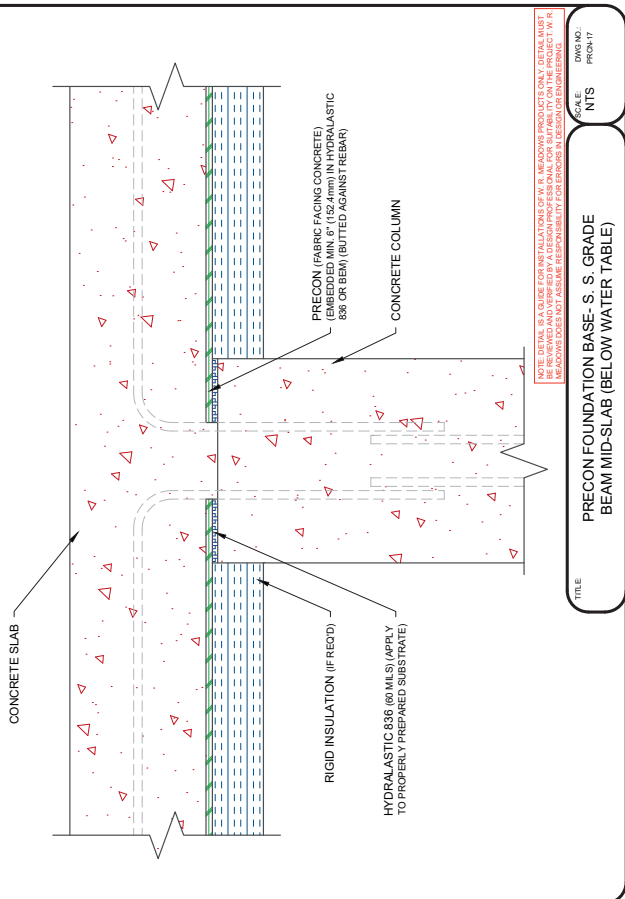 CONCRETE SLAB
PRECON (FABRIC FACING CONCRETE)
(EMBEDDED MIN. 6" (152.4mm) IN HYDRALASTIC
836 OR BEM) (BUTTED AGAINST REBAR)
CONCRETE COLUMN
RIGID INSULATION (IF REQ'D)
HYDRALASTIC 836 (60 MILS) (APPLY
TO PROPERLY PREPARED SUBSTRATE)
NOTE: DETAIL IS A GUIDE FOR INSTALLATIONS OF W. R. MEADOWS PRODUCTS ONLY. DETAIL MUST
BE REVIEWED AND VERIFIED BY A DESIGN PROFESSIONAL FOR SUITABILITY ON THE PROJECT. W. R.
MEADOWS DOES NOT ASSUME RESPONSIBILITY FOR ERRORS IN DESIGN OR ENGINEERING.
TITLE:
PRECON FOUNDATION BASE- S. S. GRADE
BEAM MID-SLAB (BELOW WATER TABLE)
SCALE:
NTS
DWG NO.:
PRCN-17